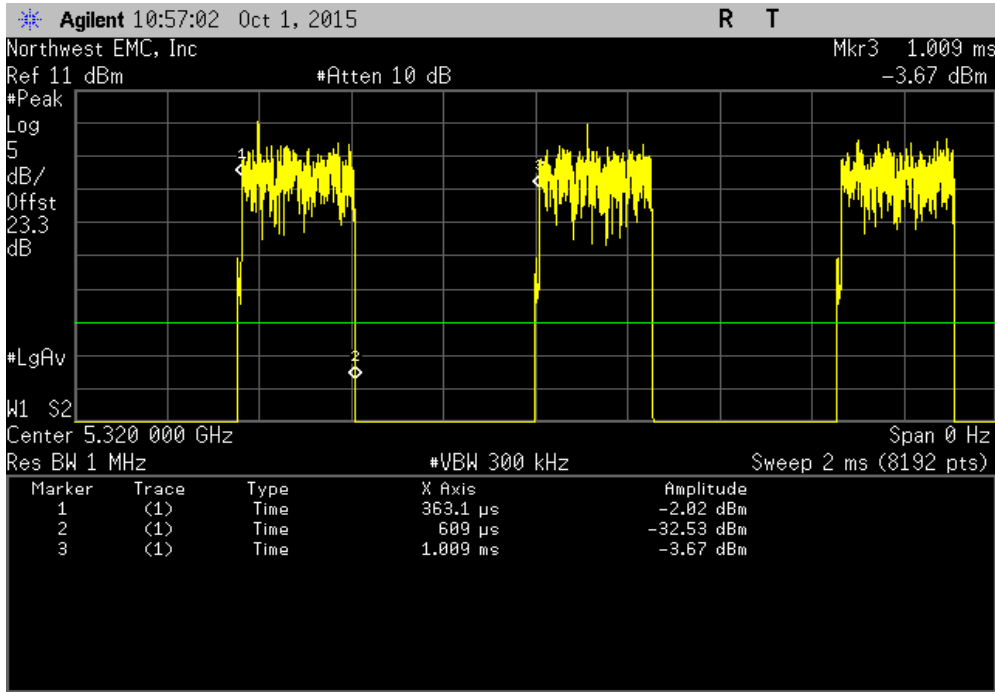 Agilent 10:57:02 Oct 1, 2015 R T
Northwest EMC, Inc Mkr3 1.009 ms
Ref 11 dBm #Atten 10 dB -3.67 dBm
#Peak
Log
5
dB/
Offst
23.3
dB
1
3
2
#LgAv
W1 S2
Center 5.320 000 GHz Span 0 Hz
Res BW 1 MHz #VBW 300 kHz Sweep 2 ms (8192 pts)
Marker Trace Type X Axis Amplitude
1 (1) Time 363.1 µs -2.02 dBm
2 (1) Time 609 µs -32.53 dBm
3 (1) Time 1.009 ms -3.67 dBm